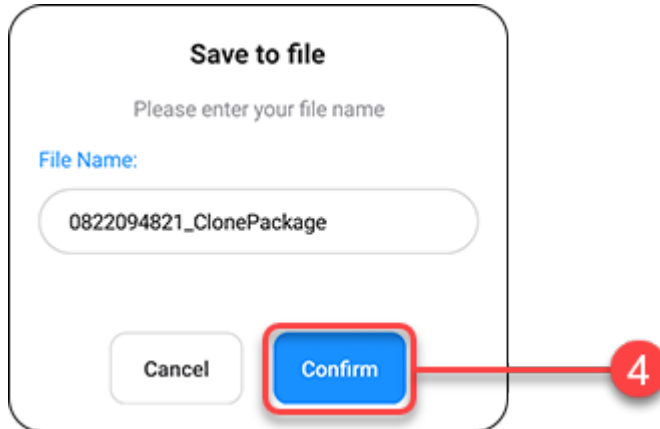 Save to file
Please enter your file name
File Name:
0822094821_ClonePackage
Cancel Confirm 4